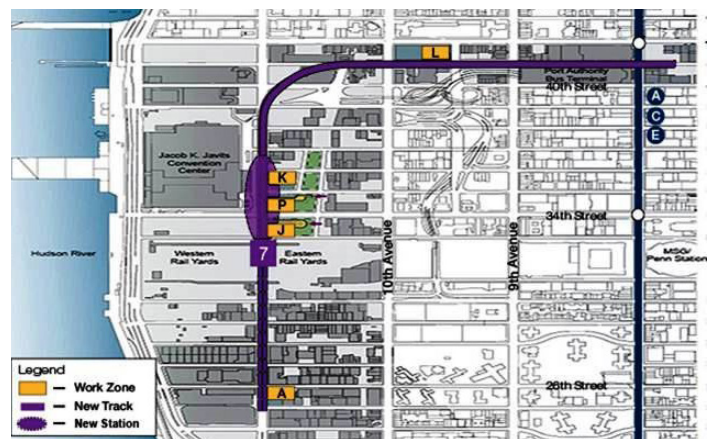 L
Port Authority
Bus Terminal
40th Street
A
C
E
Jacob K. Javits
Convention
Center
K
P
J
34th Street
7
10th Avenue
9th Avenue
Hudson River
Western
Rail Yards
Eastern
Rail Yards
MSG/
Penn Station
Legend
— Work Zone
— New Track
— New Station
A
26th Street